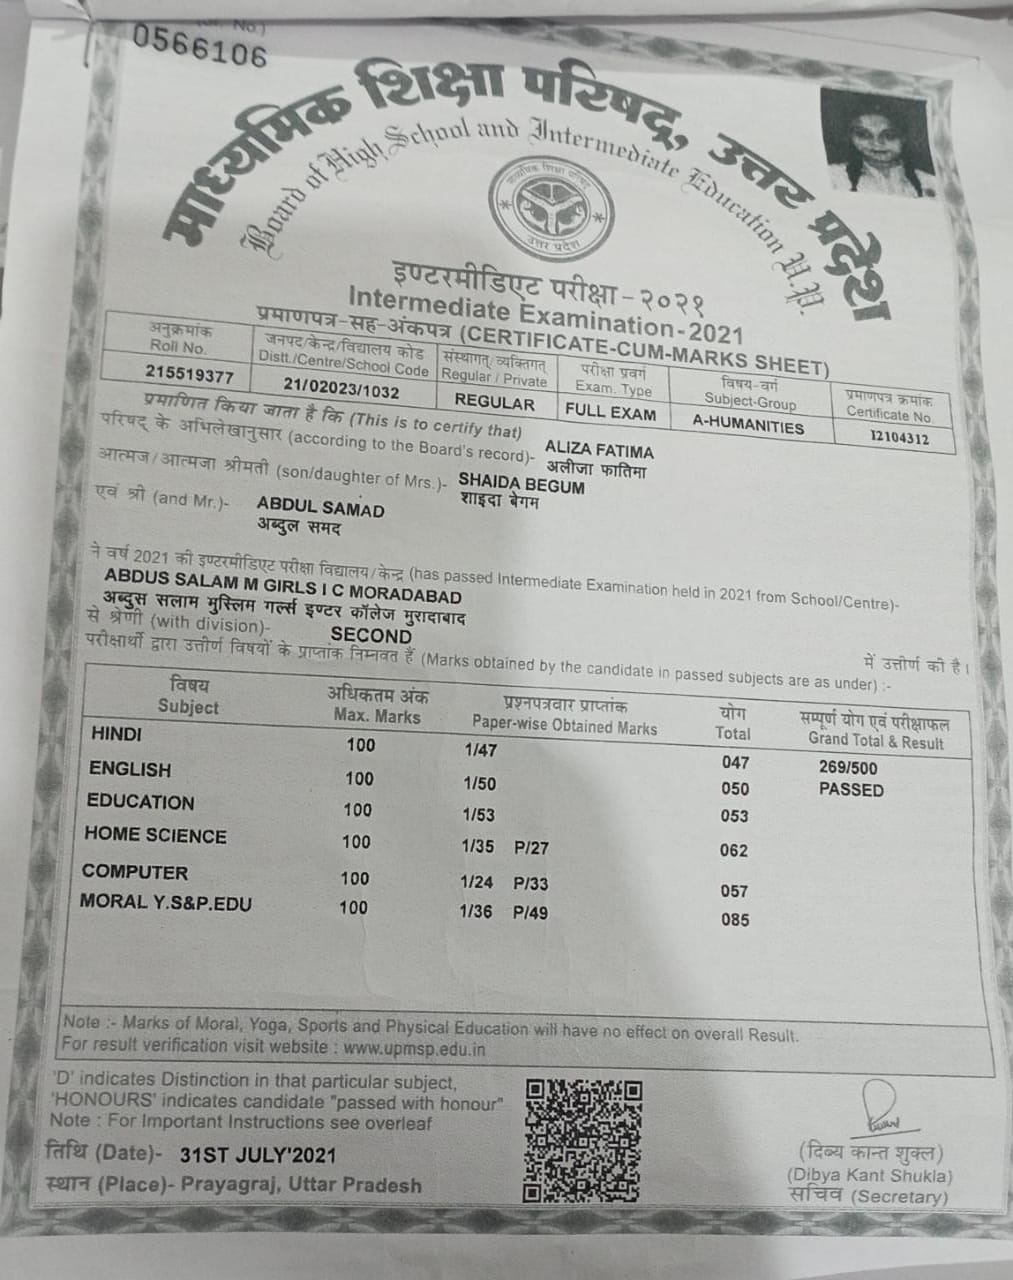 No.)
0566106
माध्यमिक शिक्षा परिषद्, उत्तर प्रदेश
Board of High School and Intermediate Education U.P.
माध्यमिक शिक्षा परिषद
उत्तर प्रदेश
इण्टरमीडिएट परीक्षा-२०२१
Intermediate Examination-2021
प्रमाणपत्र-सह-अंकपत्र (CERTIFICATE-CUM-MARKS SHEET)
अनुक्रमांक जनपद/केन्द्र/विद्यालय कोड संस्थागत/व्यक्तिगत परीक्षा प्रवर्ग विषय-वर्ग प्रमाणपत्र क्रमांक
Roll No. Distt./Centre/School Code Regular / Private Exam. Type Subject-Group Certificate No.
215519377 21/02023/1032 REGULAR FULL EXAM A-HUMANITIES 12104312
प्रमाणित किया जाता है कि (This is to certify that)
परिषद् के अभिलेखानुसार (according to the Board's record)- ALIZA FATIMA
अलीजा फातिमा
आत्मज/आत्मजा श्रीमती (son/daughter of Mrs.)- SHAIDA BEGUM
शाइदा बेगम
एवं श्री (and Mr.)- ABDUL SAMAD
अब्दुल समद
ने वर्ष 2021 की इण्टरमीडिएट परीक्षा विद्यालय/केन्द्र (has passed Intermediate Examination held in 2021 from School/Centre)-
ABDUS SALAM M GIRLS I C MORADABAD
अब्दुस सलाम मुस्लिम गर्ल्स इण्टर कॉलेज मुरादाबाद
से श्रेणी (with division)- SECOND में उत्तीर्ण की है।
परीक्षार्थी द्वारा उत्तीर्ण विषयों के प्राप्तांक निम्नवत हैं (Marks obtained by the candidate in passed subjects are as under) :-
विषय अधिकतम अंक प्रश्नपत्रवार प्राप्तांक योग सम्पूर्ण योग एवं परीक्षाफल
Subject Max. Marks Paper-wise Obtained Marks Total Grand Total & Result
HINDI 100 1/47 047 269/500
ENGLISH 100 1/50 050 PASSED
EDUCATION 100 1/53 053
HOME SCIENCE 100 1/35 P/27 062
COMPUTER 100 1/24 P/33 057
MORAL Y.S&P.EDU 100 1/36 P/49 085
Note :- Marks of Moral, Yoga, Sports and Physical Education will have no effect on overall Result.
For result verification visit website : www.upmsp.edu.in
'D' indicates Distinction in that particular subject,
'HONOURS' indicates candidate "passed with honour"
Note : For Important Instructions see overleaf
तिथि (Date)- 31ST JULY'2021
स्थान (Place)- Prayagraj, Uttar Pradesh
(दिब्य कान्त शुक्ल)
(Dibya Kant Shukla)
सचिव (Secretary)